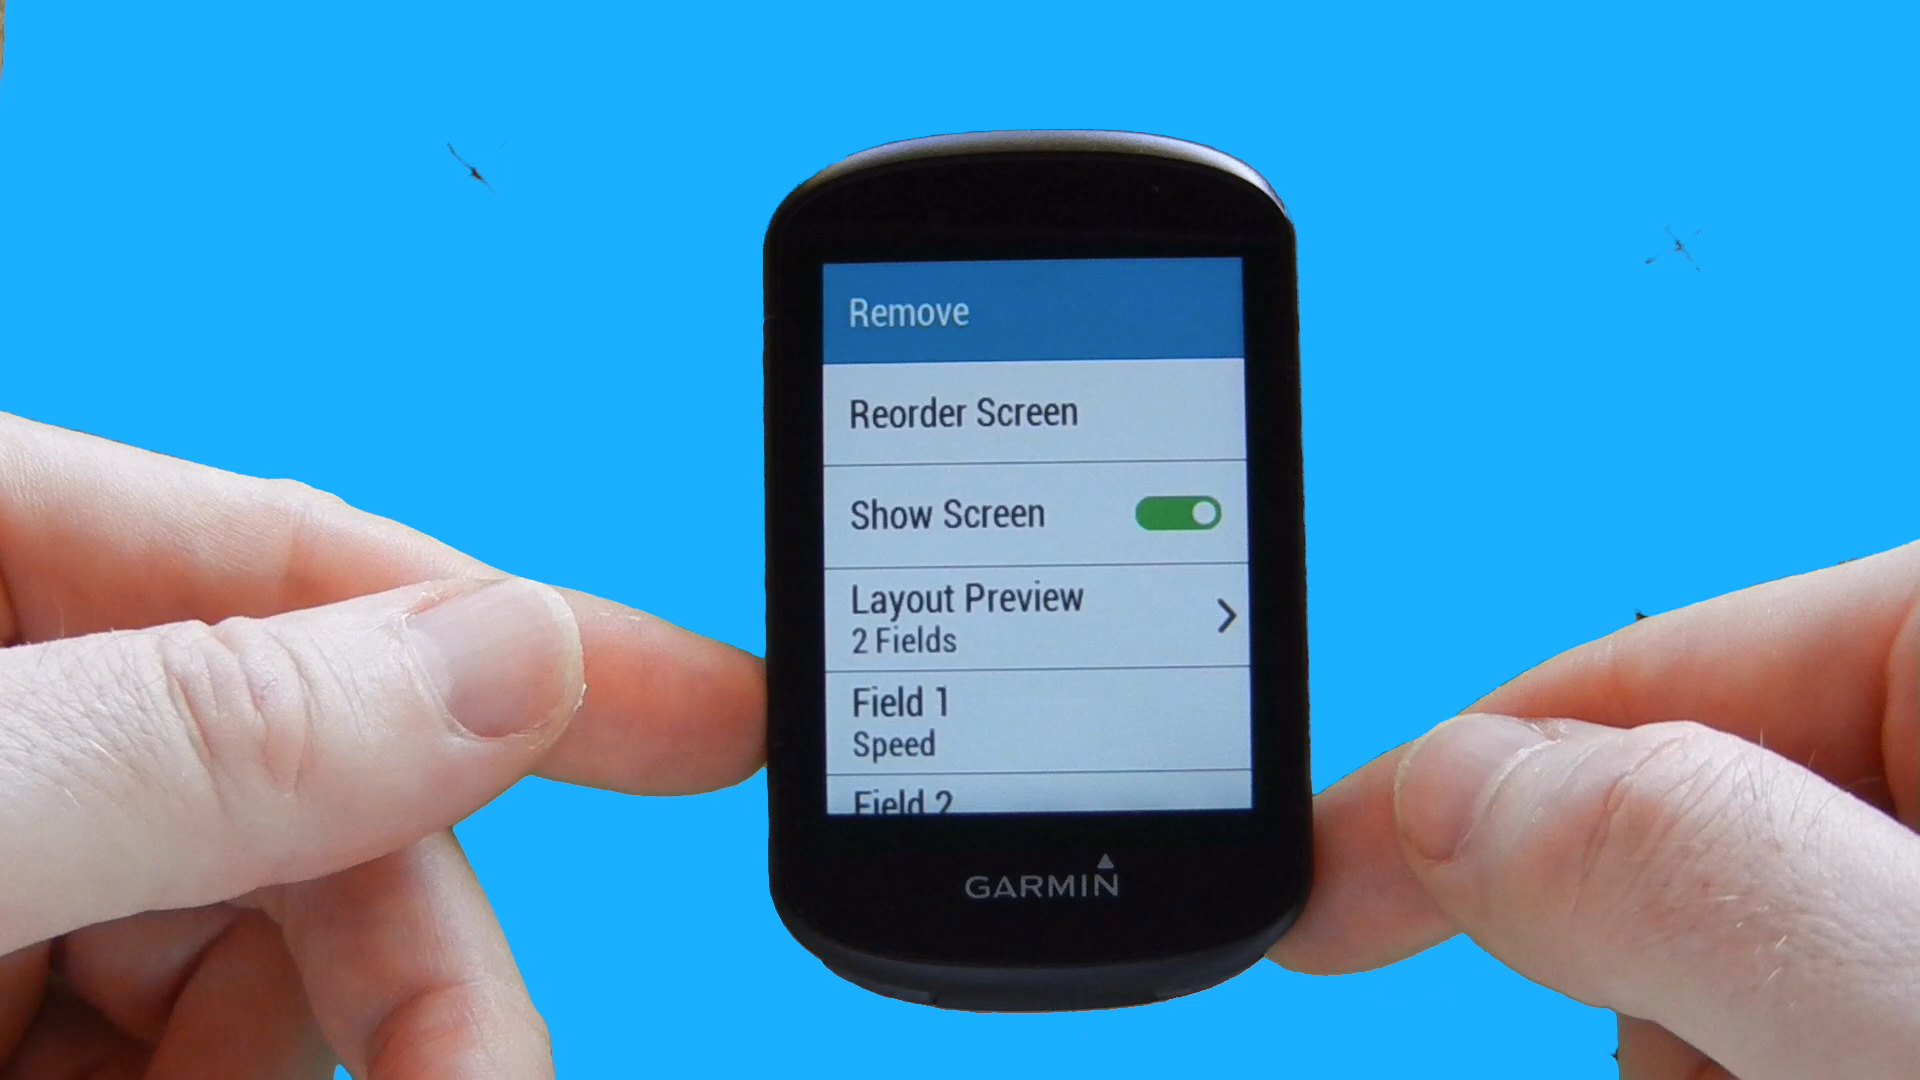 Remove
Reorder Screen
Show Screen
Layout Preview
2 Fields
Field 1
Speed
Field 2
GARMIN